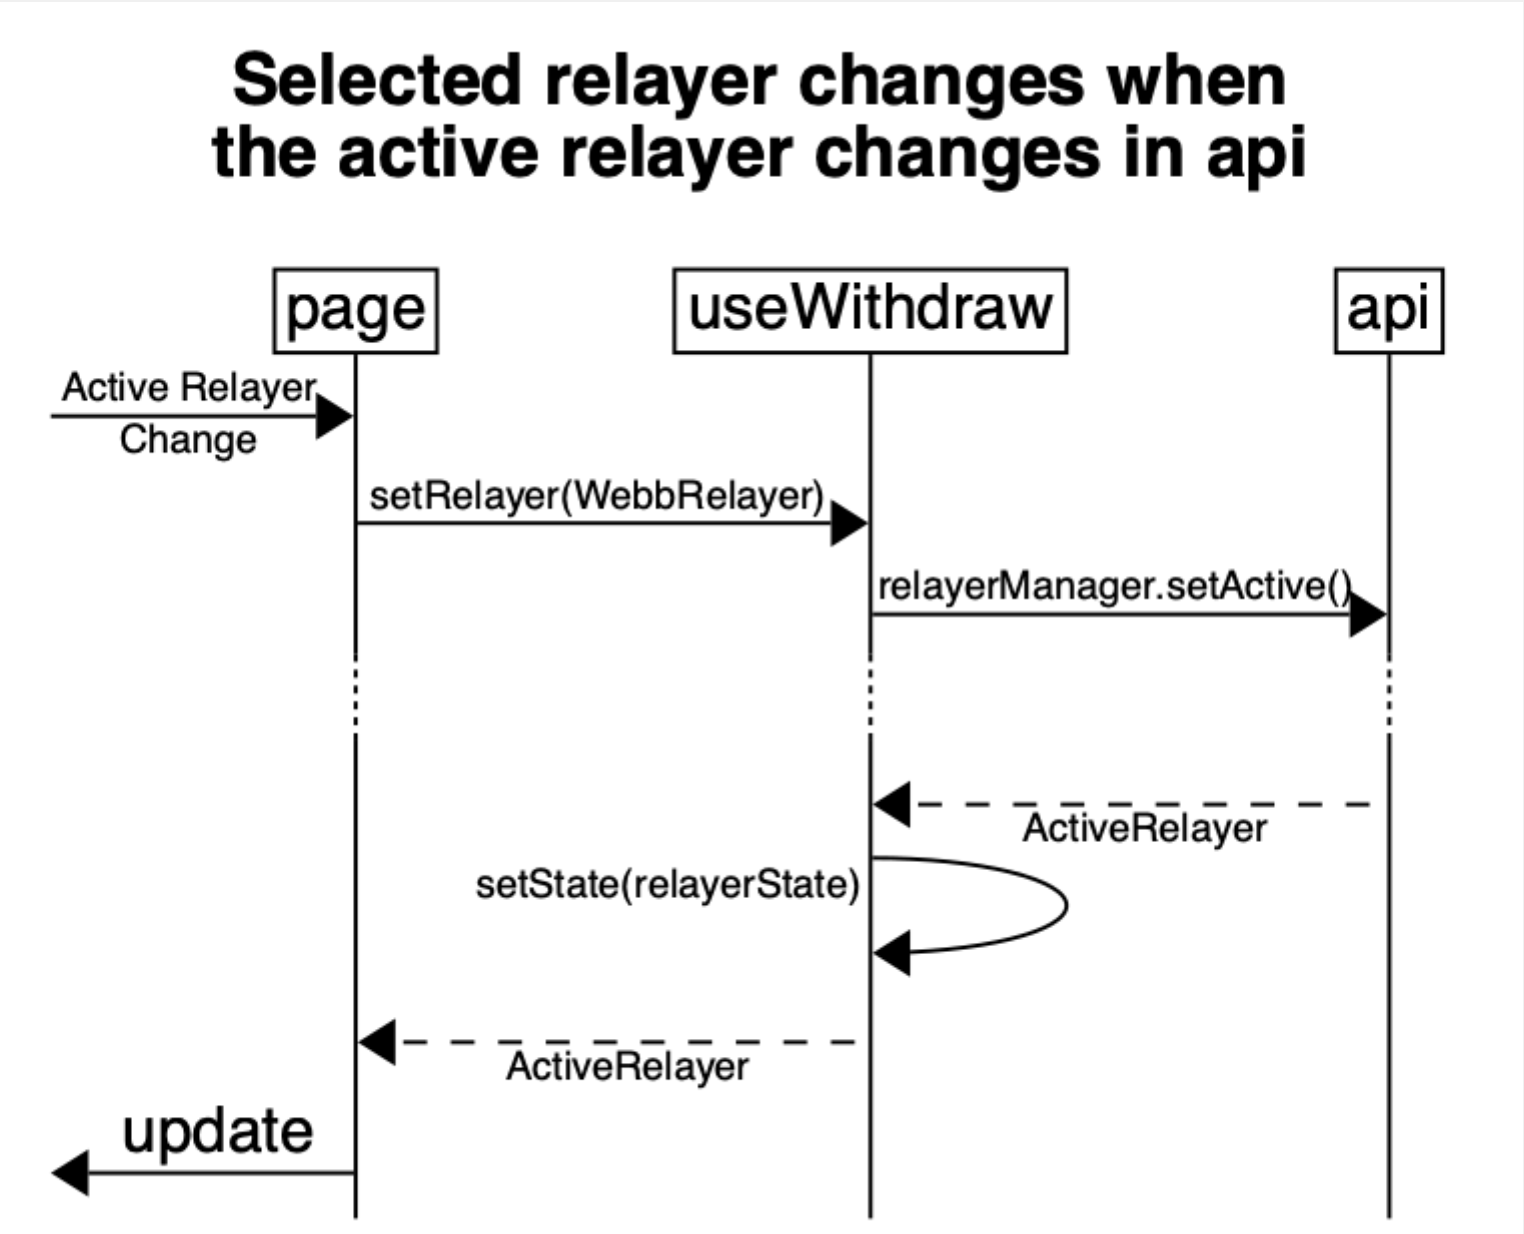 Selected relayer changes when
the active relayer changes in api
page
useWithdraw
api
Active Relayer
Change
setRelayer(WebbRelayer)
relayerManager.setActive()
ActiveRelayer
setState(relayerState)
ActiveRelayer
update